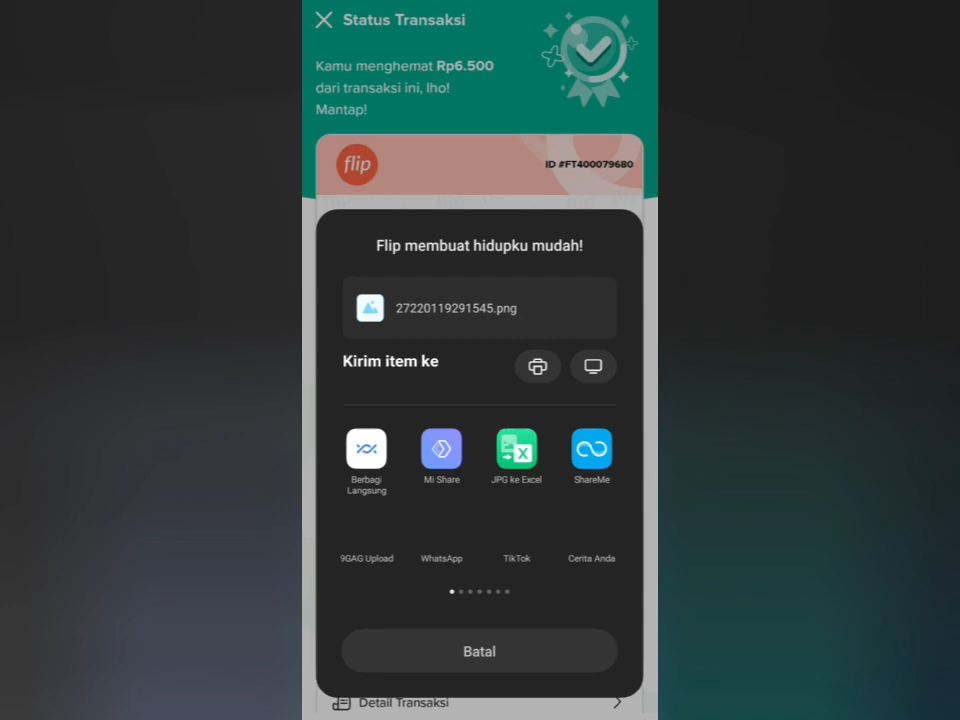 Status Transaksi
Kamu menghemat Rp6.500
dari transaksi ini, lho!
Mantap!
flip
ID #FT400079680
Flip membuat hidupku mudah!
27220119291545.png
Kirim item ke
Berbagi
Langsung
Mi Share
JPG ke Excel
ShareMe
9GAG Upload
WhatsApp
TikTok
Cerita Anda
Batal
Detail Transaksi